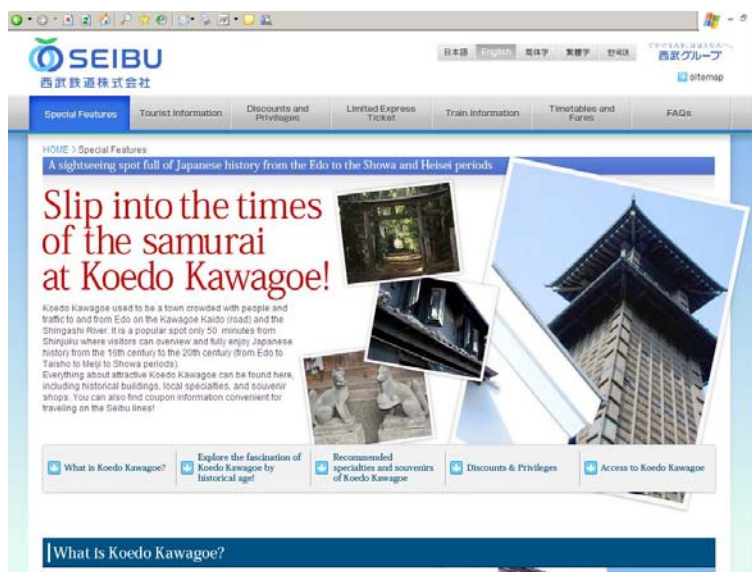 SEIBU
西武鉄道株式会社
日本語 English 简体字 繁體字 한국어
西武グループ
sitemap
Special Features Tourist Information Discounts and Privileges Limited Express Ticket Train Information Timetables and Fares FAQs
HOME > Special Features
A sightseeing spot full of Japanese history from the Edo to the Showa and Heisei periods
Slip into the times
of the samurai
at Koedo Kawagoe!
Koedo Kawagoe used to be a town crowded with people and
traffic to and from Edo on the Kawagoe Kaido (road) and the
Shingashi River. It is a popular spot only 50 minutes from
Shinjuku where visitors can overview and fully enjoy Japanese
history from the 16th century to the 20th century (from Edo to
Taisho to Meiji to Showa periods).
Everything about attractive Koedo Kawagoe can be found here,
including historical buildings, local specialties, and souvenir
shops. You can also find coupon information convenient for
traveling on the Seibu lines!
What is Koedo Kawagoe?
Explore the fascination of
Koedo Kawagoe by
historical age!
Recommended
specialties and souvenirs
of Koedo Kawagoe
Discounts & Privileges
Access to Koedo Kawagoe
What is Koedo Kawagoe?